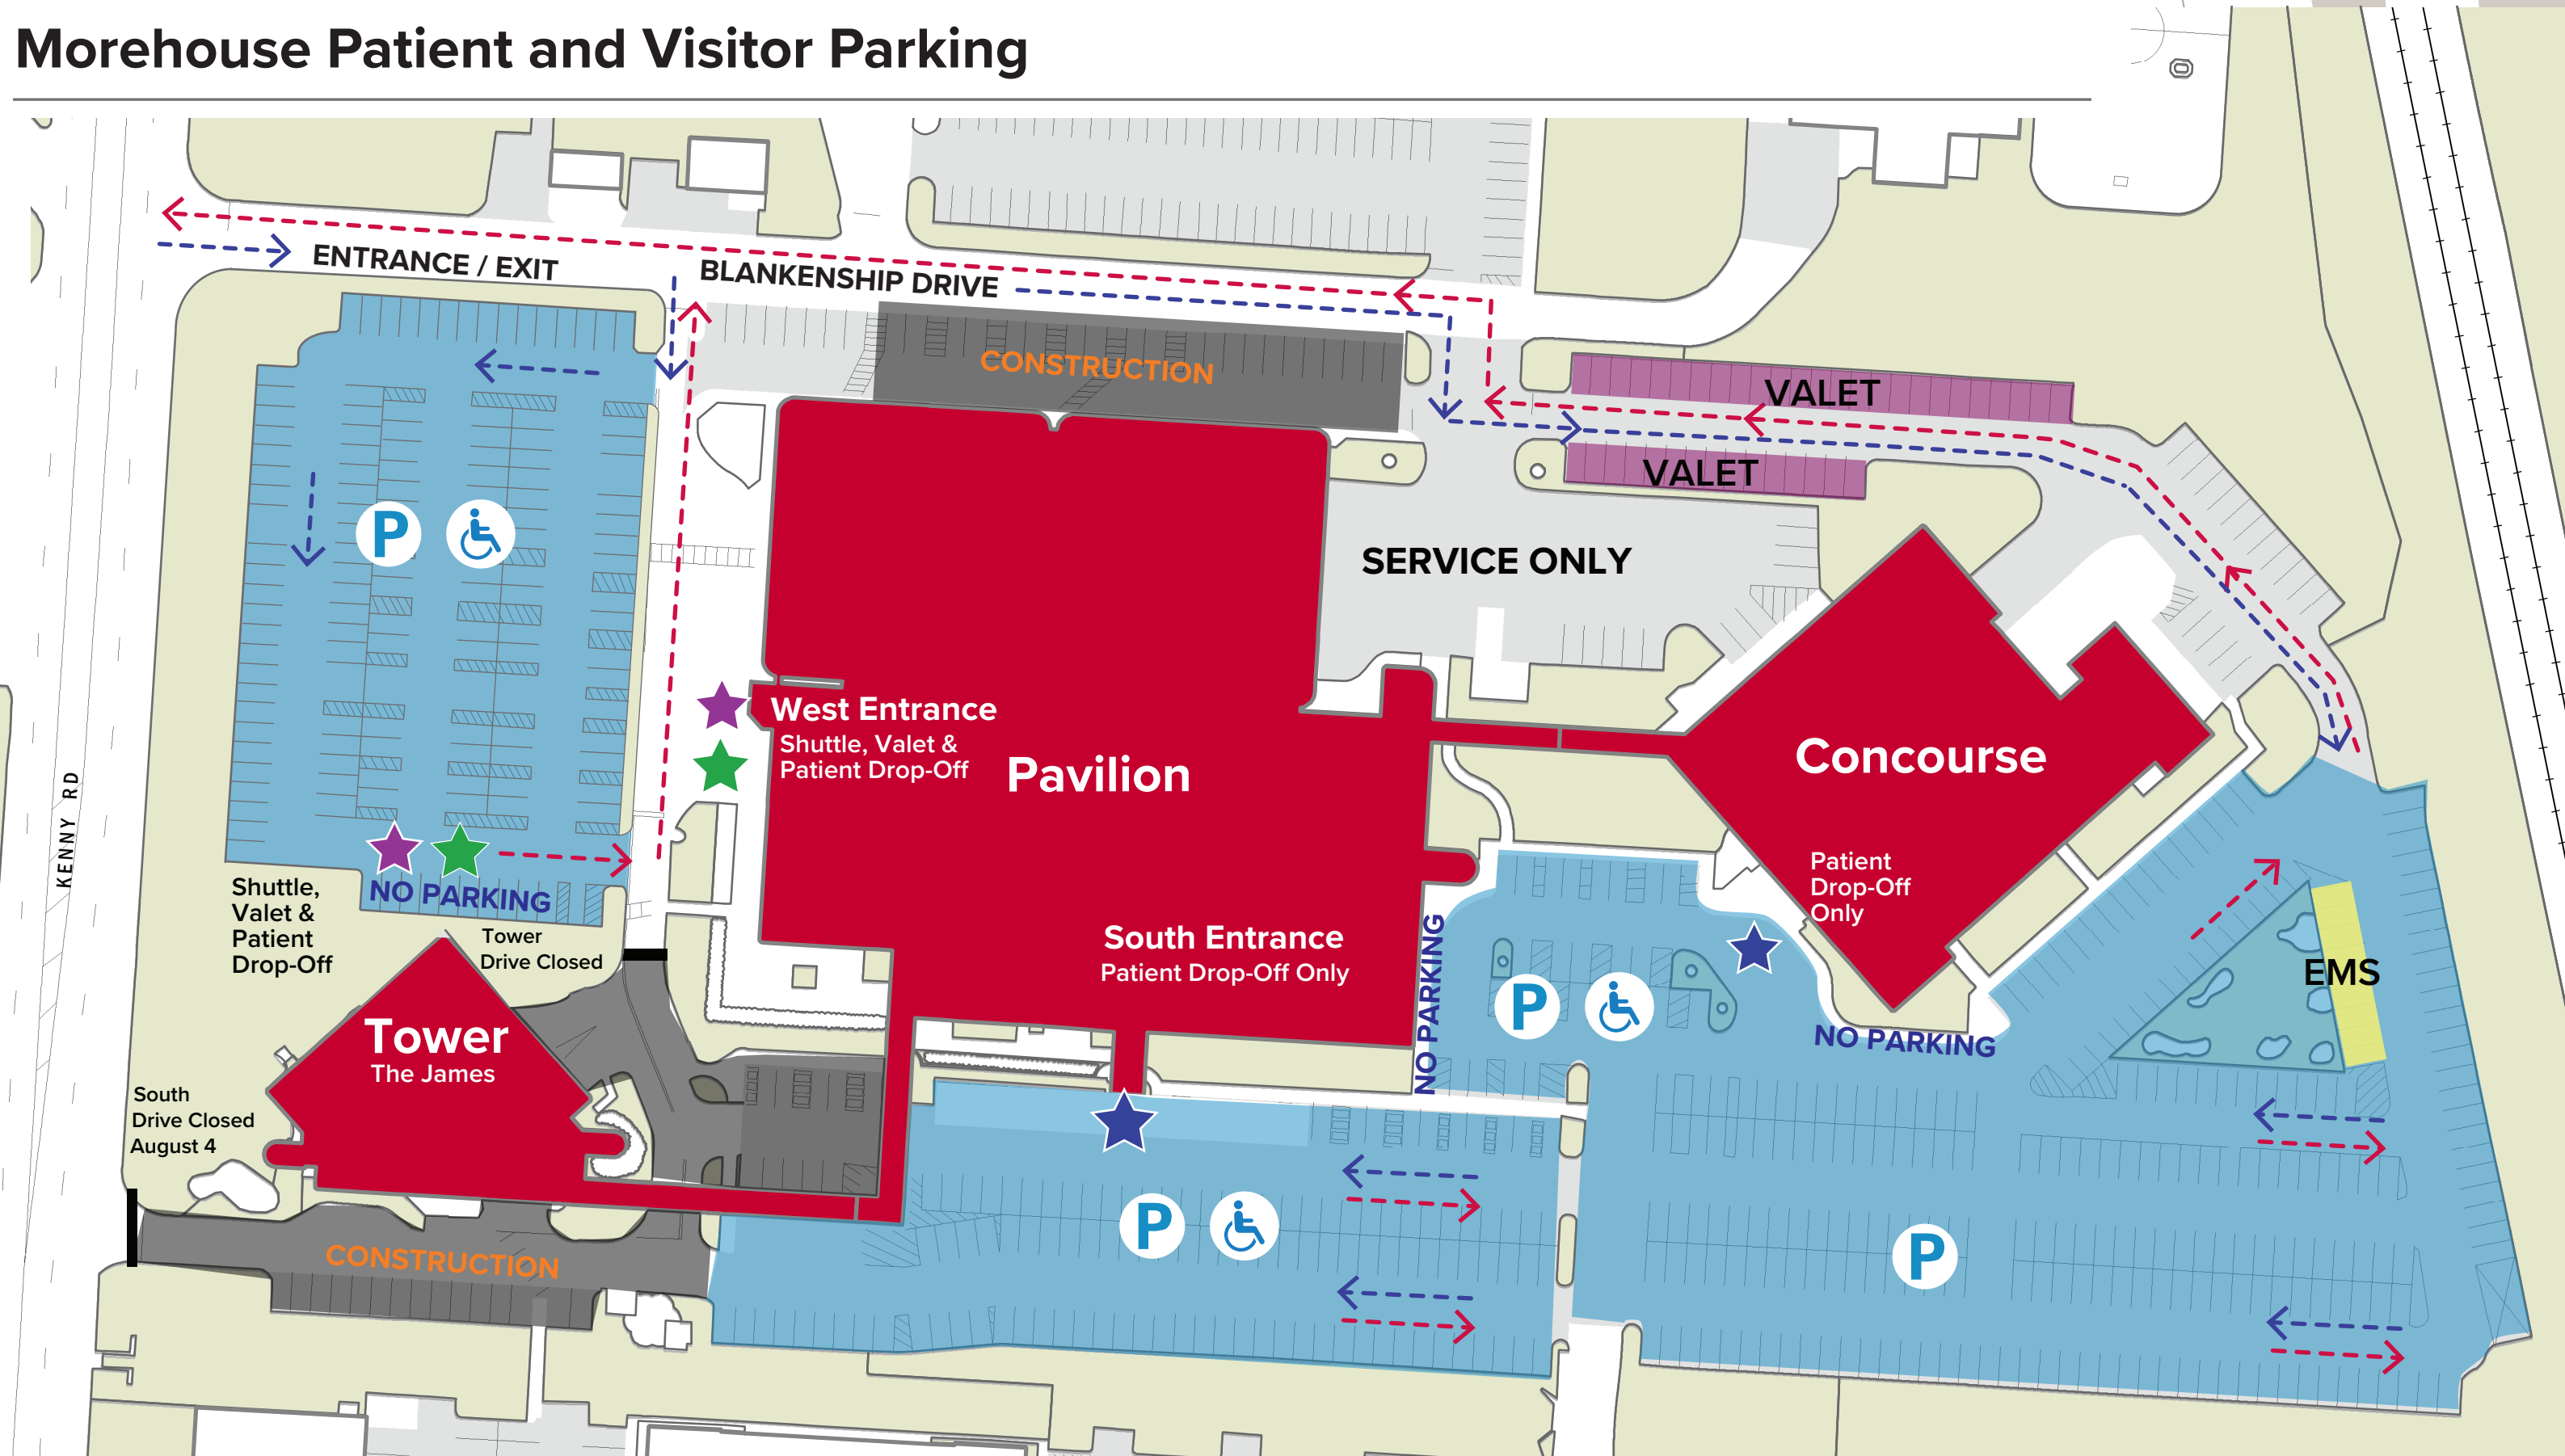 Morehouse Patient and Visitor Parking
ENTRANCE / EXIT
BLANKENSHIP DRIVE
CONSTRUCTION
VALET
VALET
SERVICE ONLY
P
West Entrance
Shuttle, Valet &
Patient Drop-Off
Pavilion
Concourse
KENNY RD
Patient
Drop-Off
Only
NO PARKING
Shuttle,
Valet &
Patient
Drop-Off
Tower
Drive Closed
South Entrance
Patient Drop-Off Only
NO PARKING
P
EMS
NO PARKING
Tower
The James
South
Drive Closed
August 4
P
P
CONSTRUCTION